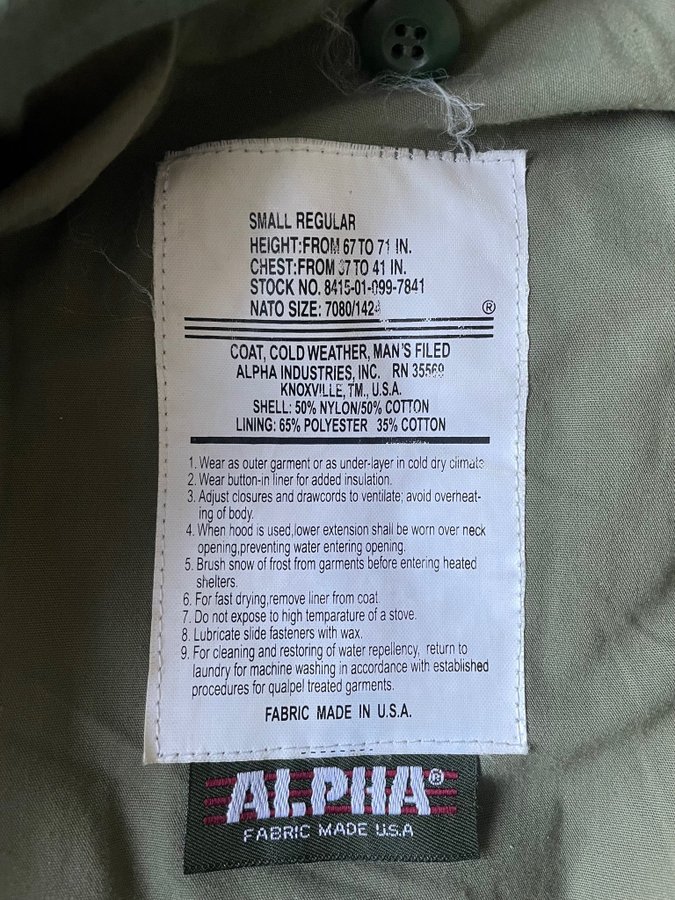 SMALL REGULAR
HEIGHT:FROM 67 TO 71 IN.
CHEST:FROM 37 TO 41 IN.
STOCK NO. 8415-01-099-7841
NATO SIZE: 7080/142
®
COAT, COLD WEATHER, MAN'S FILED
ALPHA INDUSTRIES, INC. RN 35569
KNOXVILLE, TM., U.S.A.
SHELL: 50% NYLON/50% COTTON
LINING: 65% POLYESTER 35% COTTON
1. Wear as outer garment or as under-layer in cold dry climate
2. Wear button-in liner for added insulation.
3. Adjust closures and drawcords to ventilate; avoid overheat-
ing of body.
4. When hood is used,lower extension shall be worn over neck
opening,preventing water entering opening.
5. Brush snow of frost from garments before entering heated
shelters.
6. For fast drying,remove liner from coat
7. Do not expose to high temparature of a stove.
8. Lubricate slide fasteners with wax.
9. For cleaning and restoring of water repellency, return to
laundry for machine washing in accordance with established
procedures for qualpel treated garments.
FABRIC MADE IN U.S.A.
ALPHA®
FABRIC MADE U.S.A